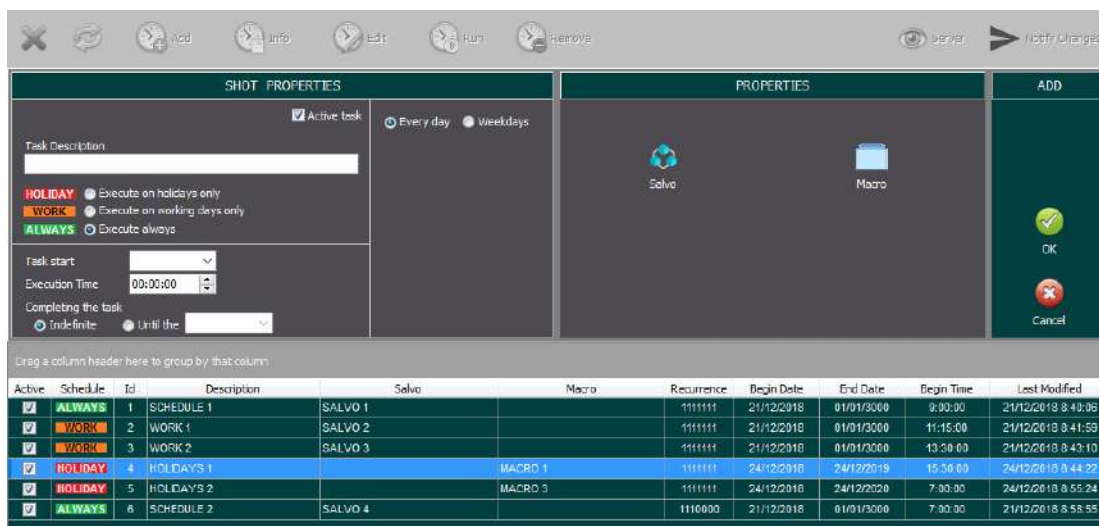 Add Info Edit Run Remove Server Notify Changes
SHOT PROPERTIES PROPERTIES ADD
Active task
Every day Weekdays
Task Description
HOLIDAY Execute on holidays only
WORK Execute on working days only
ALWAYS Execute always
Task start
Execution Time 00:00:00
Completing the task
Indefinite Until the
Salvo Macro
OK
Cancel
Drag a column header here to group by that column
Active Schedule Id Description Salvo Macro Recurrence Begin Date End Date Begin Time Last Modified
ALWAYS 1 SCHEDULE 1 SALVO 1 1111111 21/12/2018 01/01/3000 9:00:00 21/12/2018 8:40:06
WORK 2 WORK 1 SALVO 2 1111111 21/12/2018 01/01/3000 11:15:00 21/12/2018 8:41:59
WORK 3 WORK 2 SALVO 3 1111111 21/12/2018 01/01/3000 13:30:00 21/12/2018 8:43:10
HOLIDAY 4 HOLIDAYS 1 MACRO 1 1111111 24/12/2018 24/12/2019 15:30:00 24/12/2018 8:44:22
HOLIDAY 5 HOLIDAYS 2 MACRO 3 1111111 24/12/2018 24/12/2020 7:00:00 24/12/2018 8:55:24
ALWAYS 6 SCHEDULE 2 SALVO 4 1110000 21/12/2018 01/01/3000 7:00:00 21/12/2018 8:58:55